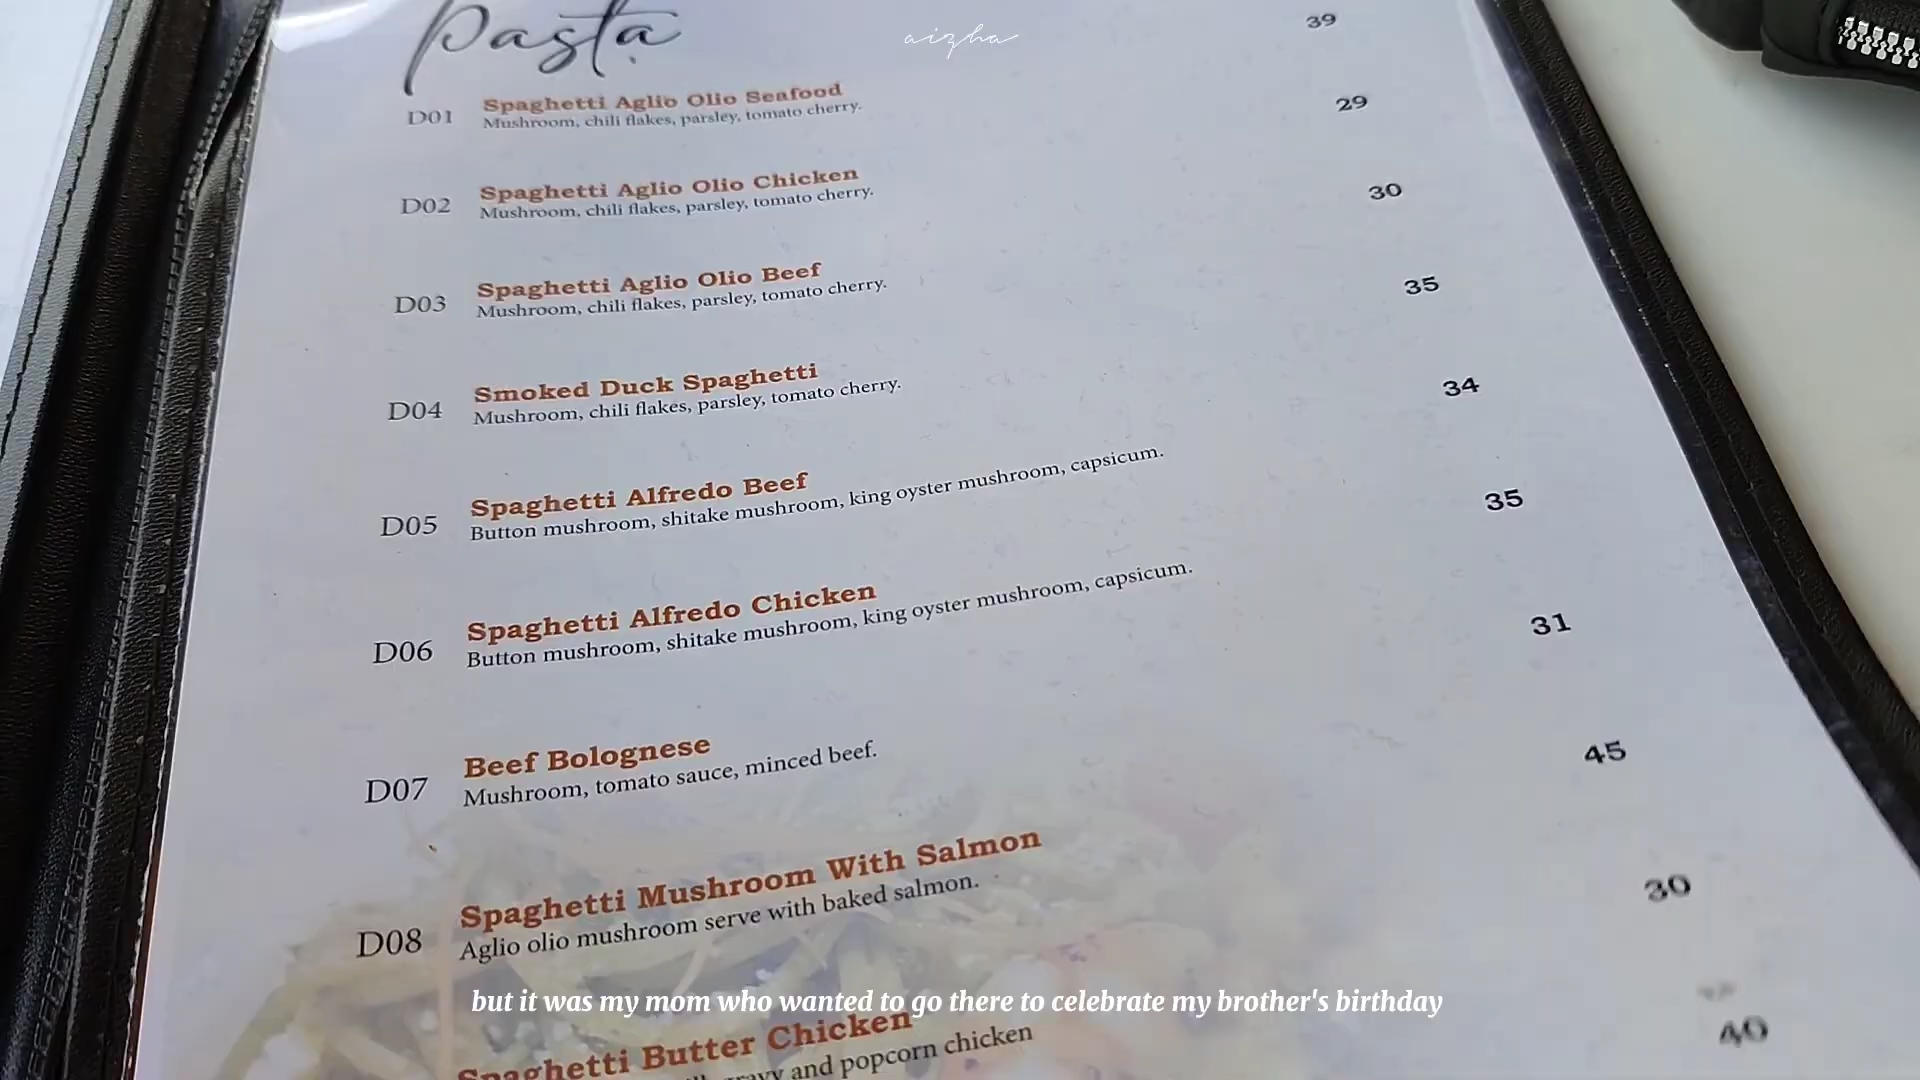 Pasta
aizha
39
D01 Spaghetti Aglio Olio Seafood
Mushroom, chili flakes, parsley, tomato cherry.
29
D02 Spaghetti Aglio Olio Chicken
Mushroom, chili flakes, parsley, tomato cherry.
30
D03 Spaghetti Aglio Olio Beef
Mushroom, chili flakes, parsley, tomato cherry.
35
D04 Smoked Duck Spaghetti
Mushroom, chili flakes, parsley, tomato cherry.
34
D05 Spaghetti Alfredo Beef
Button mushroom, shitake mushroom, king oyster mushroom, capsicum.
35
D06 Spaghetti Alfredo Chicken
Button mushroom, shitake mushroom, king oyster mushroom, capsicum.
31
D07 Beef Bolognese
Mushroom, tomato sauce, minced beef.
45
D08 Spaghetti Mushroom With Salmon
Aglio olio mushroom serve with baked salmon.
30
but it was my mom who wanted to go there to celebrate my brother's birthday
Spaghetti Butter Chicken
gravy and popcorn chicken
40